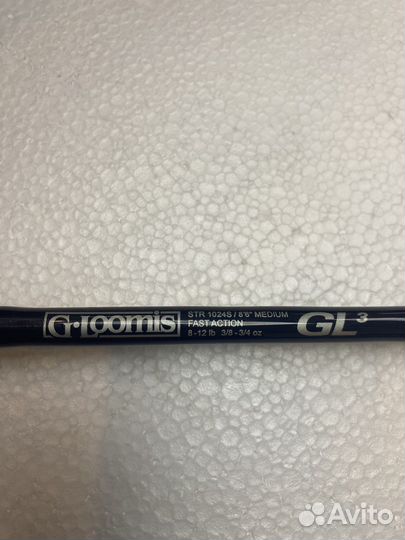 G·Loomis
STR 1024S / 8'6" MEDIUM
FAST ACTION
8-12 lb 3/8 - 3/4 oz
GL3
Avito